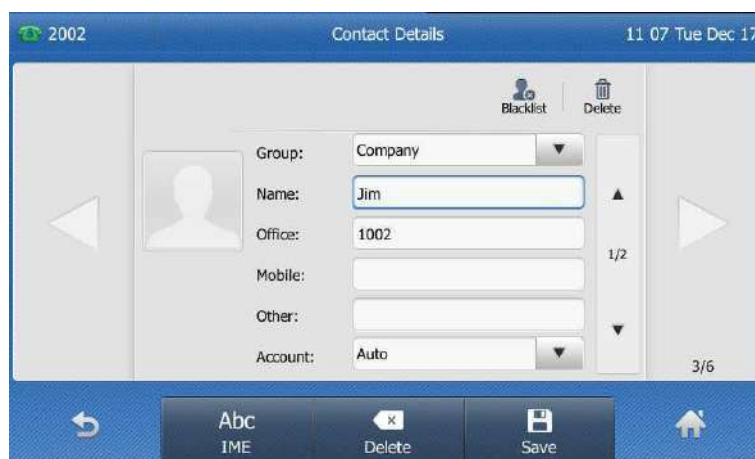 2002 Contact Details 11 07 Tue Dec 17
Blacklist Delete
Group: Company
Name: Jim
Office: 1002
1/2
Mobile:
Other:
Account: Auto
3/6
Abc
IME Delete Save